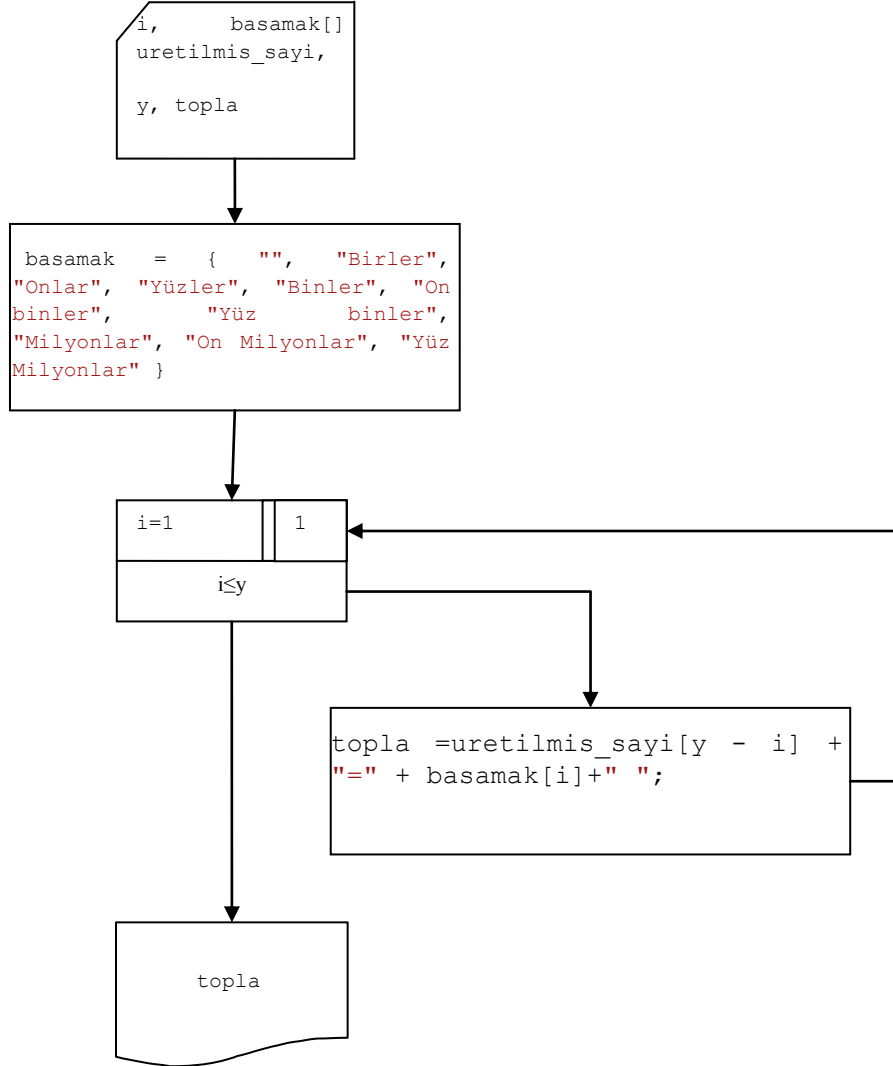 i, basamak[]
uretilmis_sayi,
y, topla
basamak = { "", "Birler",
"Onlar", "Yüzler", "Binler", "On
binler", "Yüz binler",
"Milyonlar", "On Milyonlar", "Yüz
Milyonlar" }
i=1 1
i≤y
topla =uretilmis_sayi[y - i] +
"=" + basamak[i]+" ";
topla